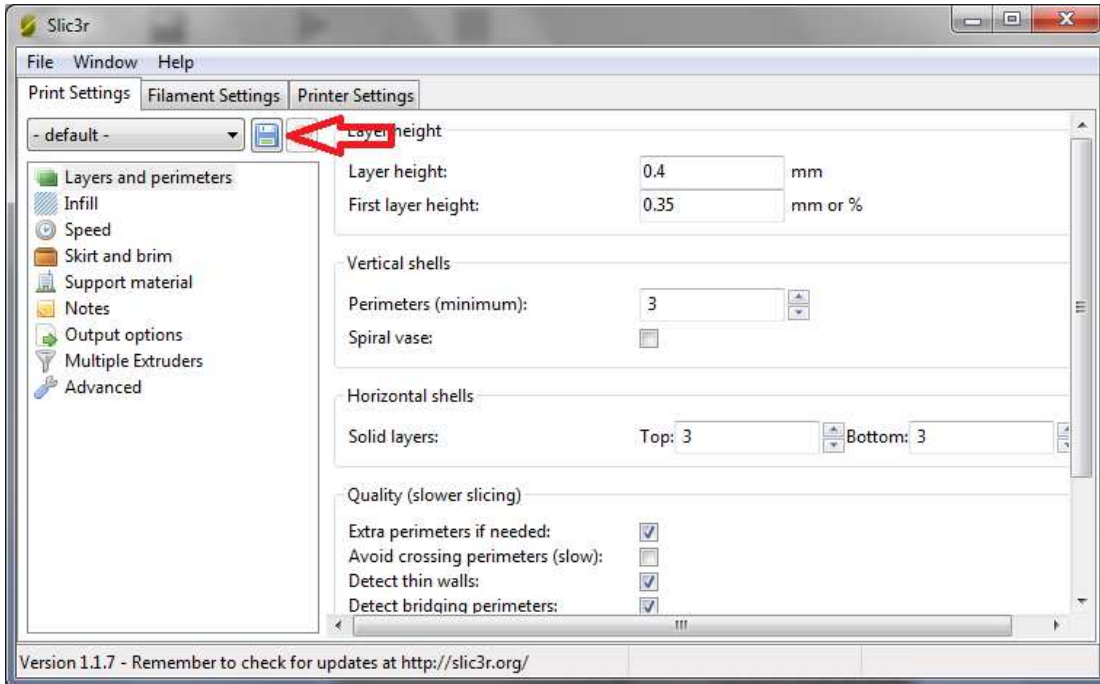 Slic3r
File Window Help
Print Settings Filament Settings Printer Settings
- default -
Layers and perimeters
Infill
Speed
Skirt and brim
Support material
Notes
Output options
Multiple Extruders
Advanced
Layer height
Layer height: 0.4 mm
First layer height: 0.35 mm or %
Vertical shells
Perimeters (minimum): 3
Spiral vase:
Horizontal shells
Solid layers: Top: 3 Bottom: 3
Quality (slower slicing)
Extra perimeters if needed:
Avoid crossing perimeters (slow):
Detect thin walls:
Detect bridging perimeters:
Version 1.1.7 - Remember to check for updates at http://slic3r.org/